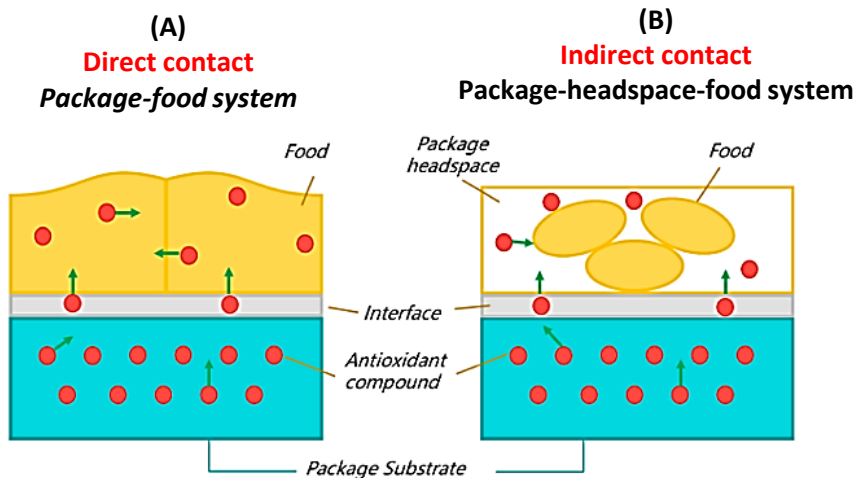 (A)
Direct contact
Package-food system
(B)
Indirect contact
Package-headspace-food system
Food
Package
headspace
Food
Interface
Antioxidant
compound
Package Substrate